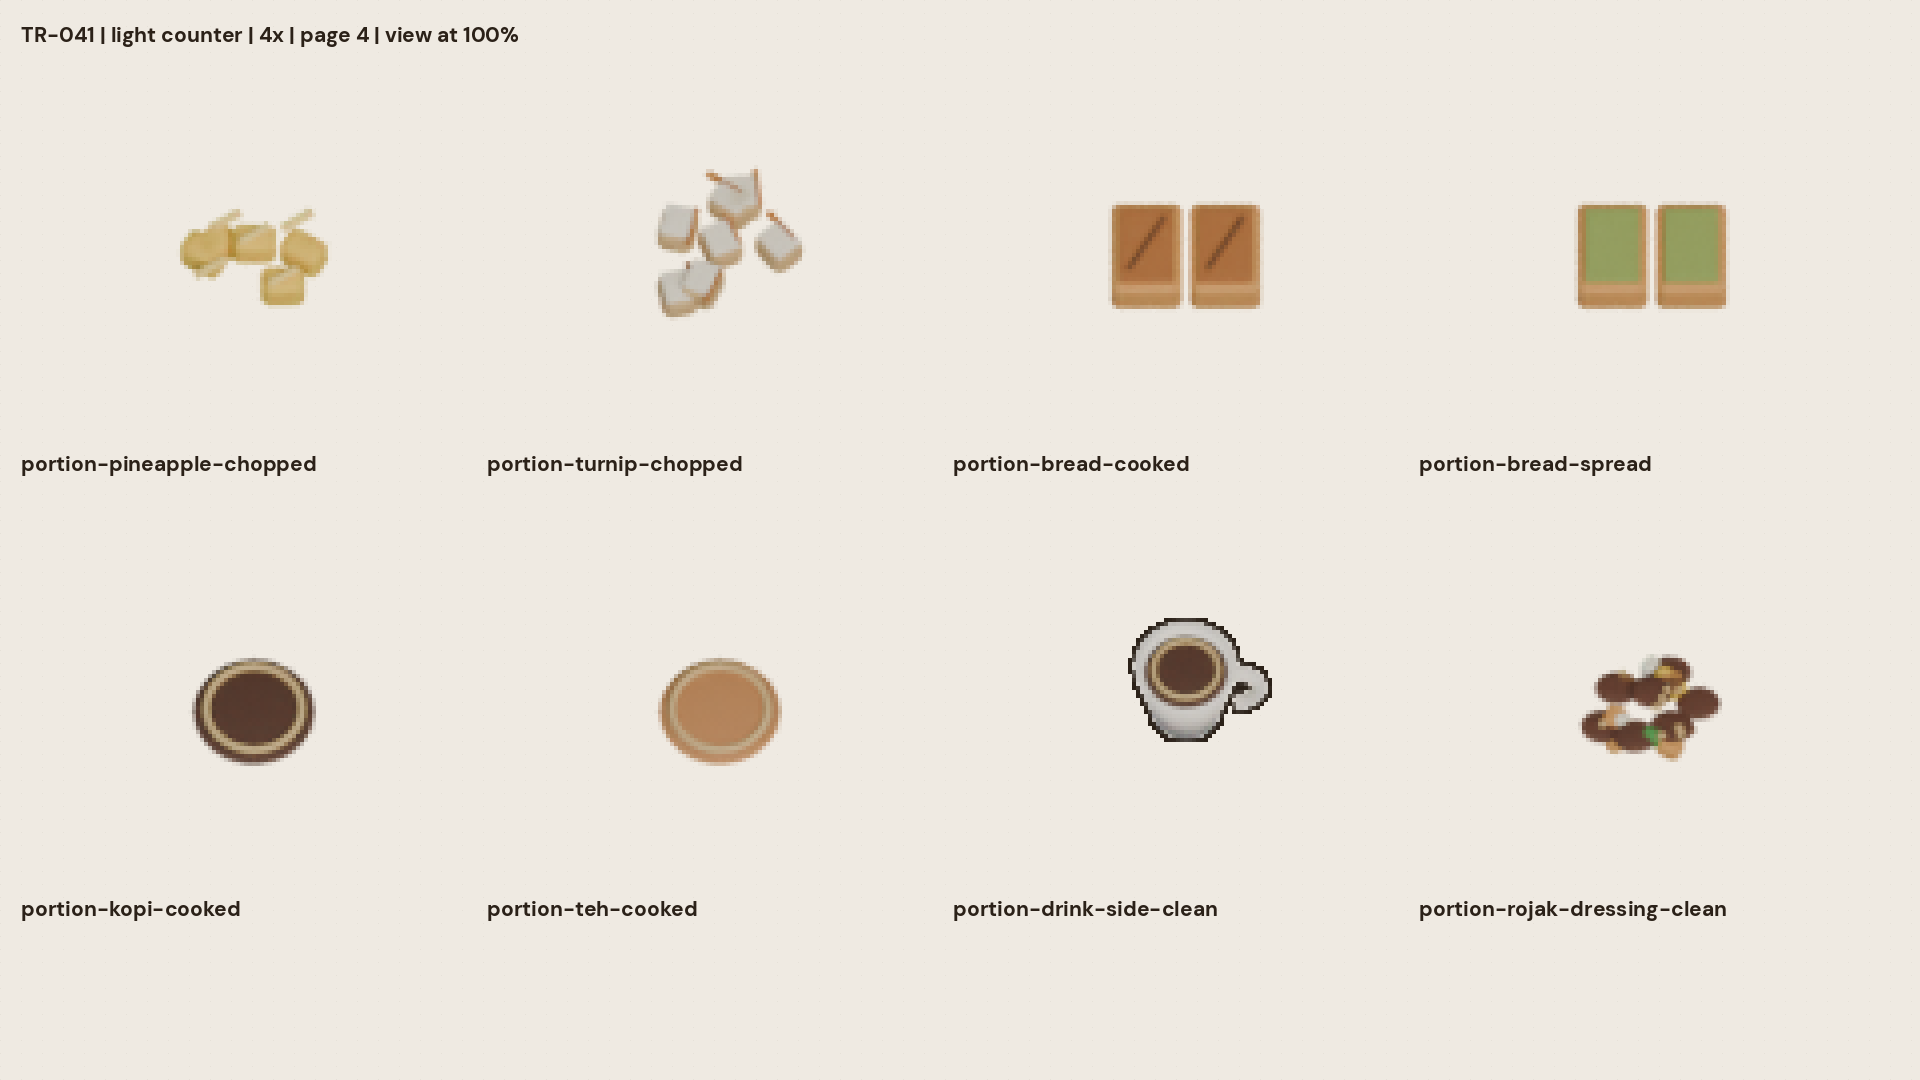 TR-041 | light counter | 4x | page 4 | view at 100%
portion-pineapple-chopped
portion-turnip-chopped
portion-bread-cooked
portion-bread-spread
portion-kopi-cooked
portion-teh-cooked
portion-drink-side-clean
portion-rojak-dressing-clean